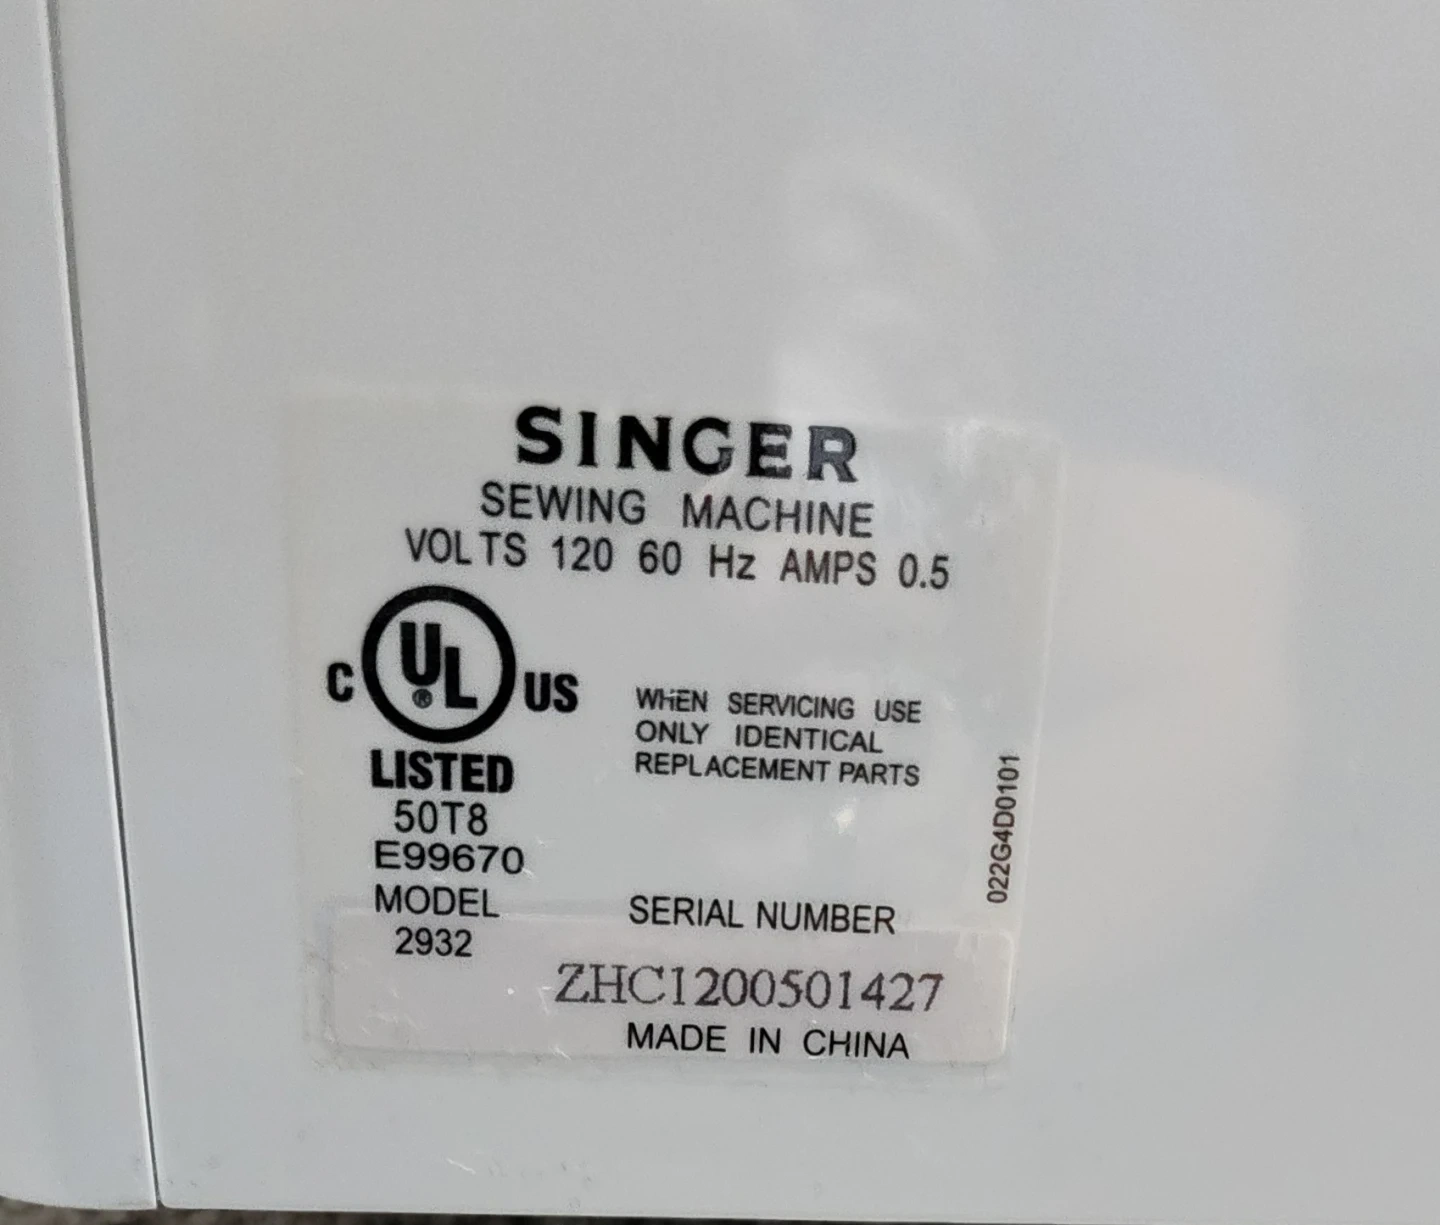 SINGER
SEWING MACHINE
VOLTS 120 60 Hz AMPS 0.5
C UL® US
LISTED
50T8
E99670
MODEL
2932
WHEN SERVICING USE
ONLY IDENTICAL
REPLACEMENT PARTS
SERIAL NUMBER
ZHC1200501427
MADE IN CHINA
022G4D0101